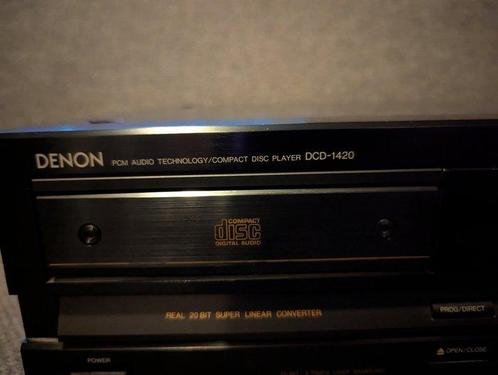 DENON PCM AUDIO TECHNOLOGY/COMPACT DISC PLAYER DCD-1420
COMPACT
disc
DIGITAL AUDIO
REAL 20 BIT SUPER LINEAR CONVERTER
PROG/DIRECT
POWER
OPEN/CLOSE